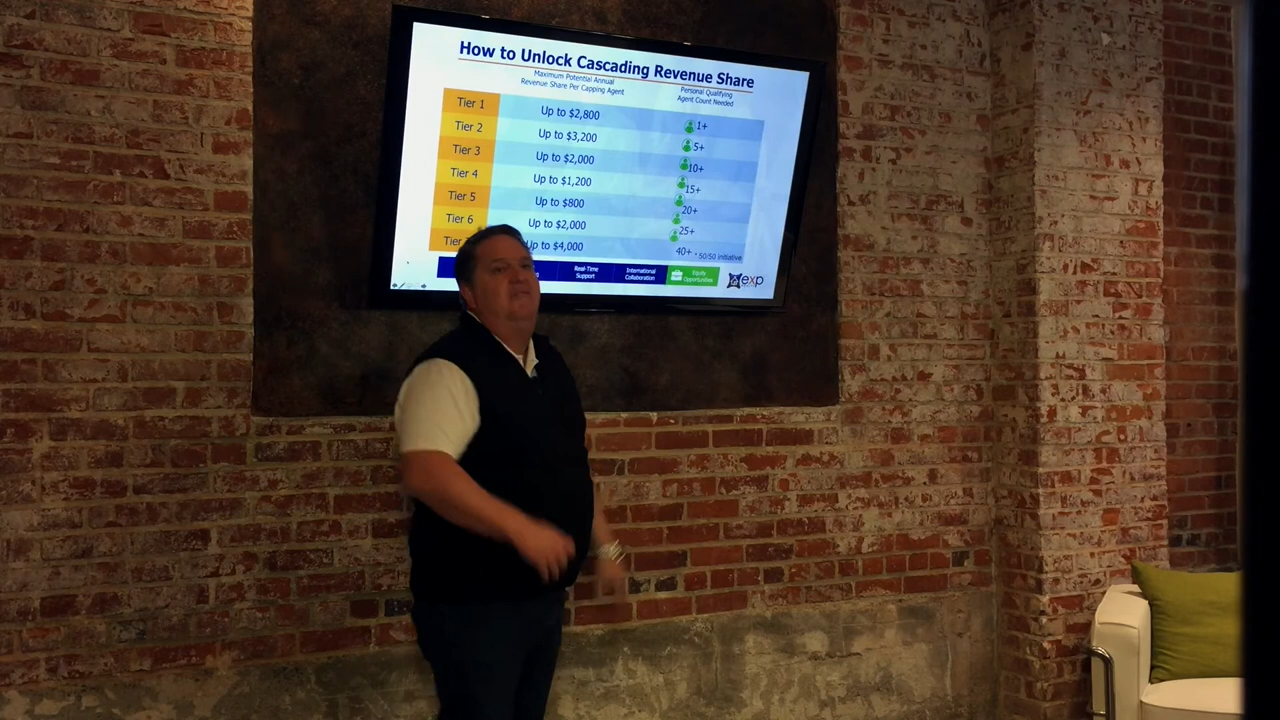 How to Unlock Cascading Revenue Share
Maximum Potential Annual
Revenue Share Per Capping Agent
Personal Qualifying
Agent Count Needed
Tier 1 Up to $2,800 1+
Tier 2 Up to $3,200 5+
Tier 3 Up to $2,000 10+
Tier 4 Up to $1,200 15+
Tier 5 Up to $800 20+
Tier 6 Up to $2,000 25+
Tier Up to $4,000 40+ • 50/50 initiative
Real-Time
Support
International
Collaboration
Equity
Opportunities
exp